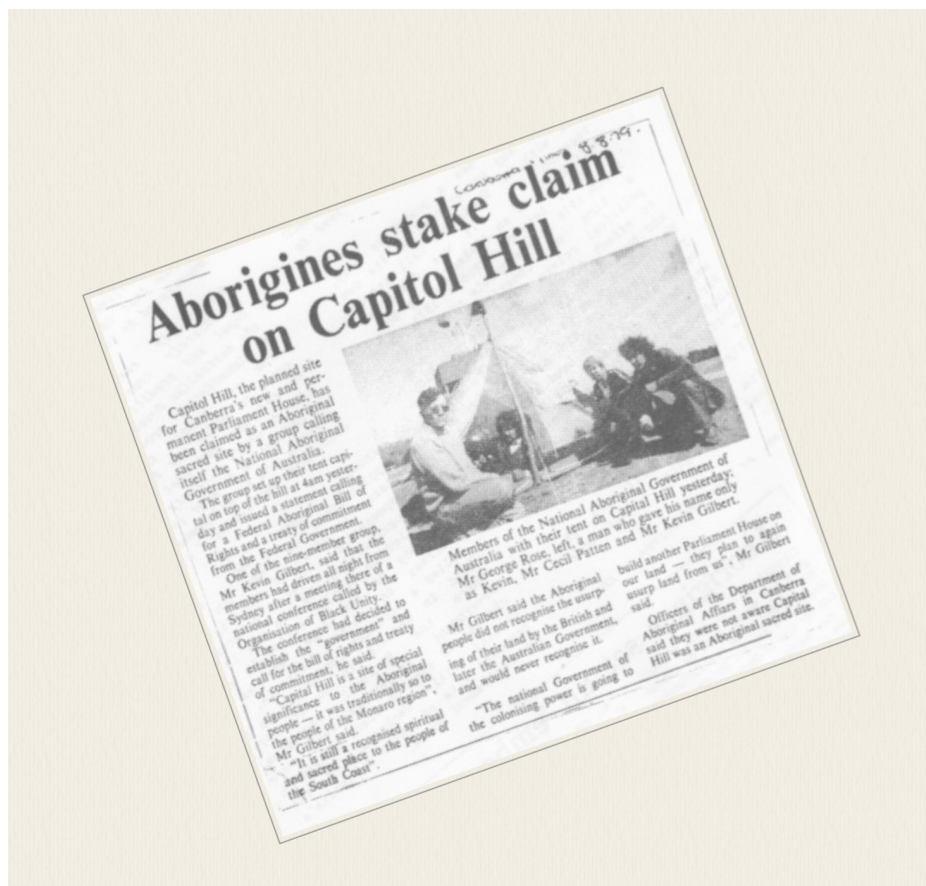 Canberra Times 8.8.79.
Aborigines stake claim
on Capitol Hill
Capitol Hill, the planned site
for Canberra's new and per-
manent Parliament House, has
been claimed as an Aboriginal
sacred site by a group calling
itself the National Aboriginal
Government of Australia.
The group set up their tent capi-
tal on top of the hill at 4am yester-
day and issued a statement calling
for a Federal Aboriginal Bill of
Rights and a treaty of commitment
from the Federal Government.
One of the nine-member group,
Mr Kevin Gilbert, said that the
members had driven all night from
Sydney after a meeting there of a
national conference called by the
Organisation of Black Unity.
The conference had decided to
establish the "government" and
call for the bill of rights and treaty
of commitment, he said.
"Capital Hill is a site of special
significance to the Aboriginal
people — it was traditionally so to
the people of the Monaro region",
Mr Gilbert said.
"It is still a recognised spiritual
and sacred place to the people of
the South Coast".
Members of the National Aboriginal Government of
Australia with their tent on Capital Hill yesterday:
Mr George Rose, left, a man who gave his name only
as Kevin, Mr Cecil Patten and Mr Kevin Gilbert.
Mr Gilbert said the Aboriginal
people did not recognise the usurp-
ing of their land by the British and
later the Australian Government,
and would never recognise it.
"The national Government of
the colonising power is going to
build another Parliament House on
our land — they plan to again
usurp land from us", Mr Gilbert
said.
Officers of the Department of
Aboriginal Affiars in Canberra
said they were not aware Capital
Hill was an Aboriginal sacred site.